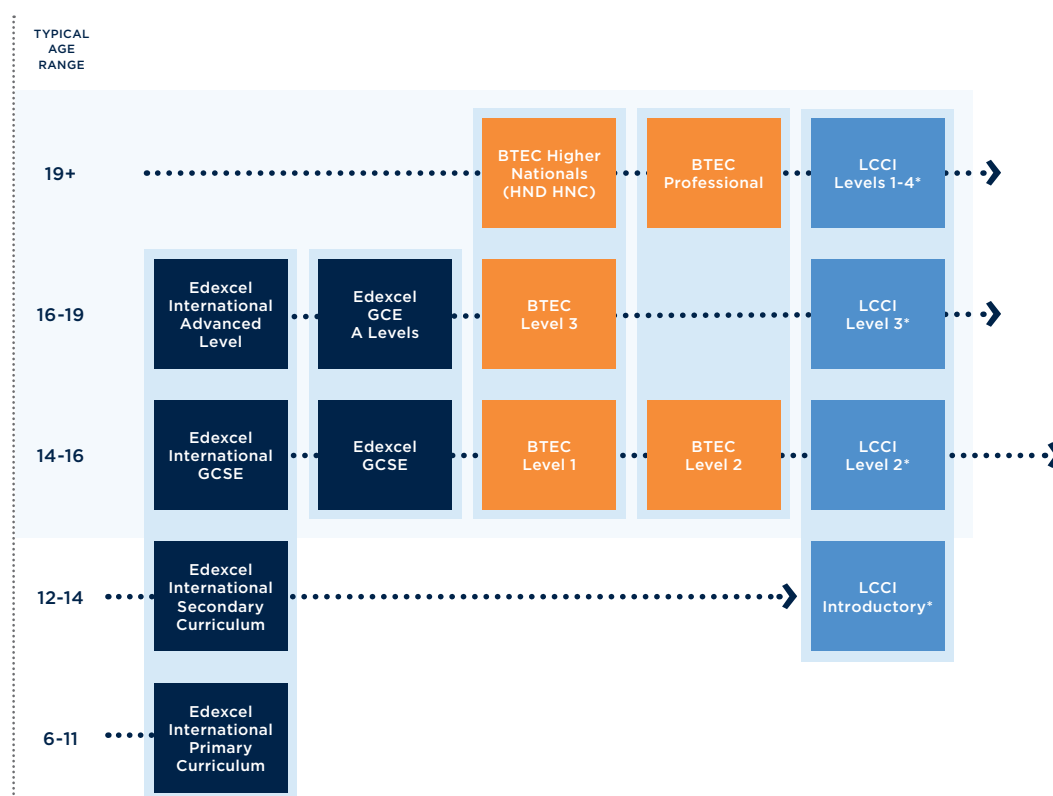 TYPICAL
AGE
RANGE
19+
BTEC Higher
Nationals
(HND HNC)
BTEC
Professional
LCCI
Levels 1-4*
16-19
Edexcel
International
Advanced
Level
Edexcel
GCE
A Levels
BTEC
Level 3
LCCI
Level 3*
14-16
Edexcel
International
GCSE
Edexcel
GCSE
BTEC
Level 1
BTEC
Level 2
LCCI
Level 2*
12-14
Edexcel
International
Secondary
Curriculum
LCCI
Introductory*
6-11
Edexcel
International
Primary
Curriculum